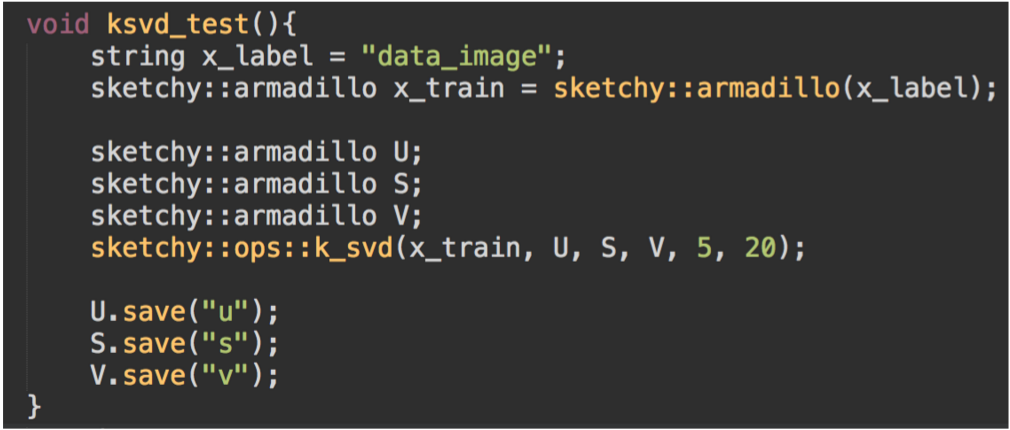 void ksvd_test(){
    string x_label = "data_image";
    sketchy::armadillo x_train = sketchy::armadillo(x_label);

    sketchy::armadillo U;
    sketchy::armadillo S;
    sketchy::armadillo V;
    sketchy::ops::k_svd(x_train, U, S, V, 5, 20);

    U.save("u");
    S.save("s");
    V.save("v");
}